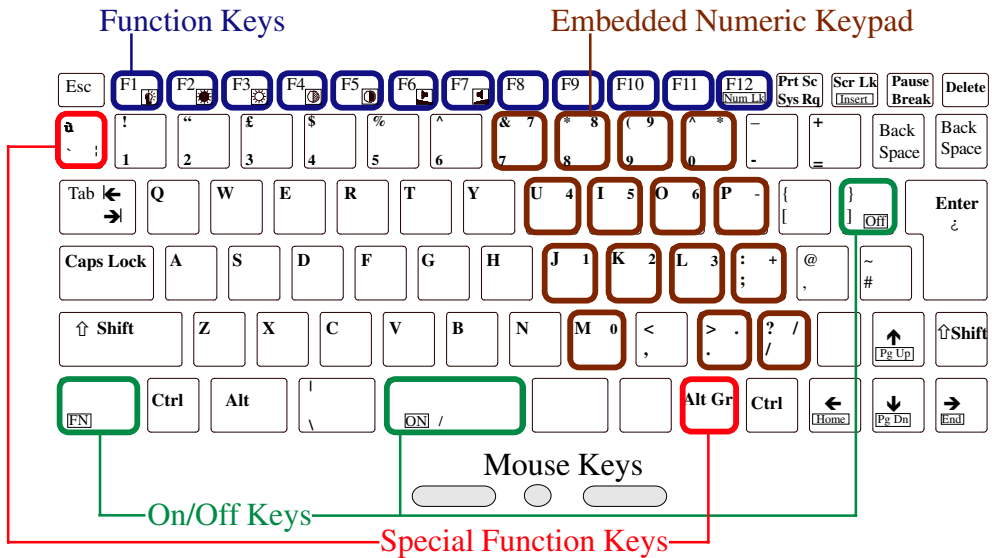 Function Keys Embedded Numeric Keypad
Esc F1 F2 F3 F4 F5 F6 F7 F8 F9 F10 F11 F12 Prt Sc Scr Lk Pause Delete
Num Lk Sys Rq Insert Break
! “ £ $ % ^ & 7 * 8 ( 9 ^ * _ + Back Back
` ¦ 1 2 3 4 5 6 7 8 9 0 - = Space Space
Tab Q W E R T Y U 4 I 5 O 6 P - { } Enter
[ ] Off ¿
Caps Lock A S D F G H J 1 K 2 L 3 : + @ ~
; , #
⇧ Shift Z X C V B N M 0 < > . ? / ↑ ⇧Shift
, . / Pg Up
Ctrl Alt | Alt Gr Ctrl ← ↓ →
FN \ ON / Home Pg Dn End
Mouse Keys
On/Off Keys
Special Function Keys